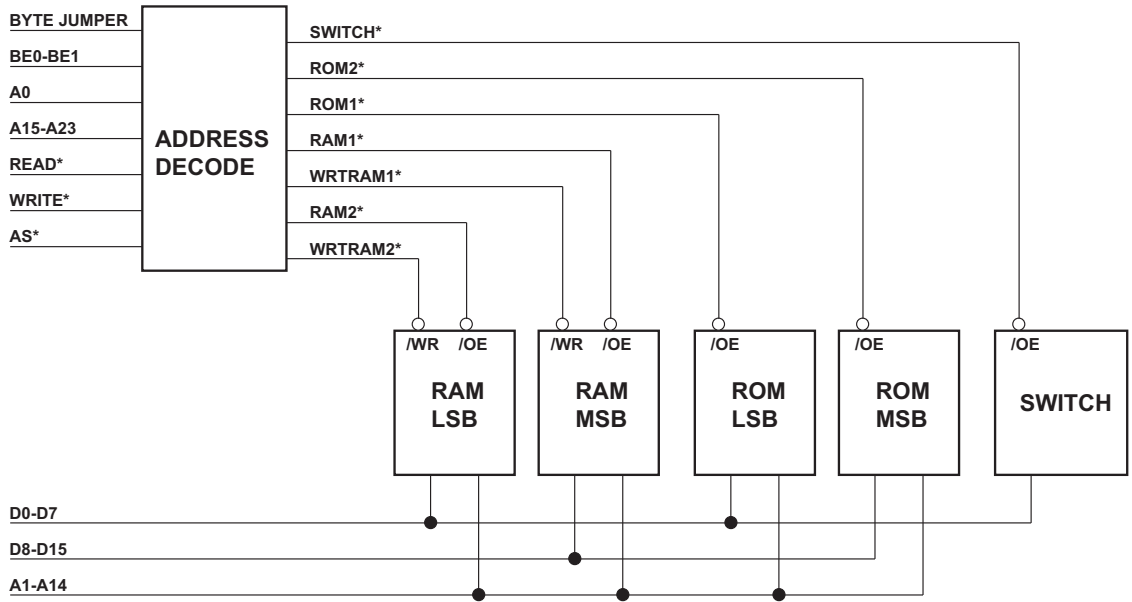 BYTE JUMPER
BE0-BE1
A0
A15-A23
READ*
WRITE*
AS*
ADDRESS
DECODE
SWITCH*
ROM2*
ROM1*
RAM1*
WRTRAM1*
RAM2*
WRTRAM2*
/WR /OE
RAM
LSB
/WR /OE
RAM
MSB
/OE
ROM
LSB
/OE
ROM
MSB
/OE
SWITCH
D0-D7
D8-D15
A1-A14